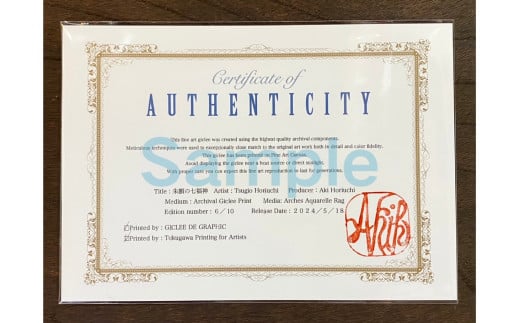 Certificate of
AUTHENTICITY
This fine art giclee was created using the highest quality archival components.
Meticulous techniques were used to exceptionally close match to the original art work both in detail and color fidelity.
This giclee has been printed on Fine Art Canvas.
Avoid displaying the giclee near a heat source or direct sunlight.
With proper care you can expect this fine art reproduction to last for generations.
Sample
Title : 朱顏の七福神 Artist : Tsugio Horiuchi Producer : Aki Horiuchi
Medium : Archival Giclee Print Media: Arches Aquarelle Rag
Edition number : 6／10 Release Date : 2024／5／18
Printed by : GICLEE DE GRAPHIC
Printed by : Tokugawa Printing for Artists